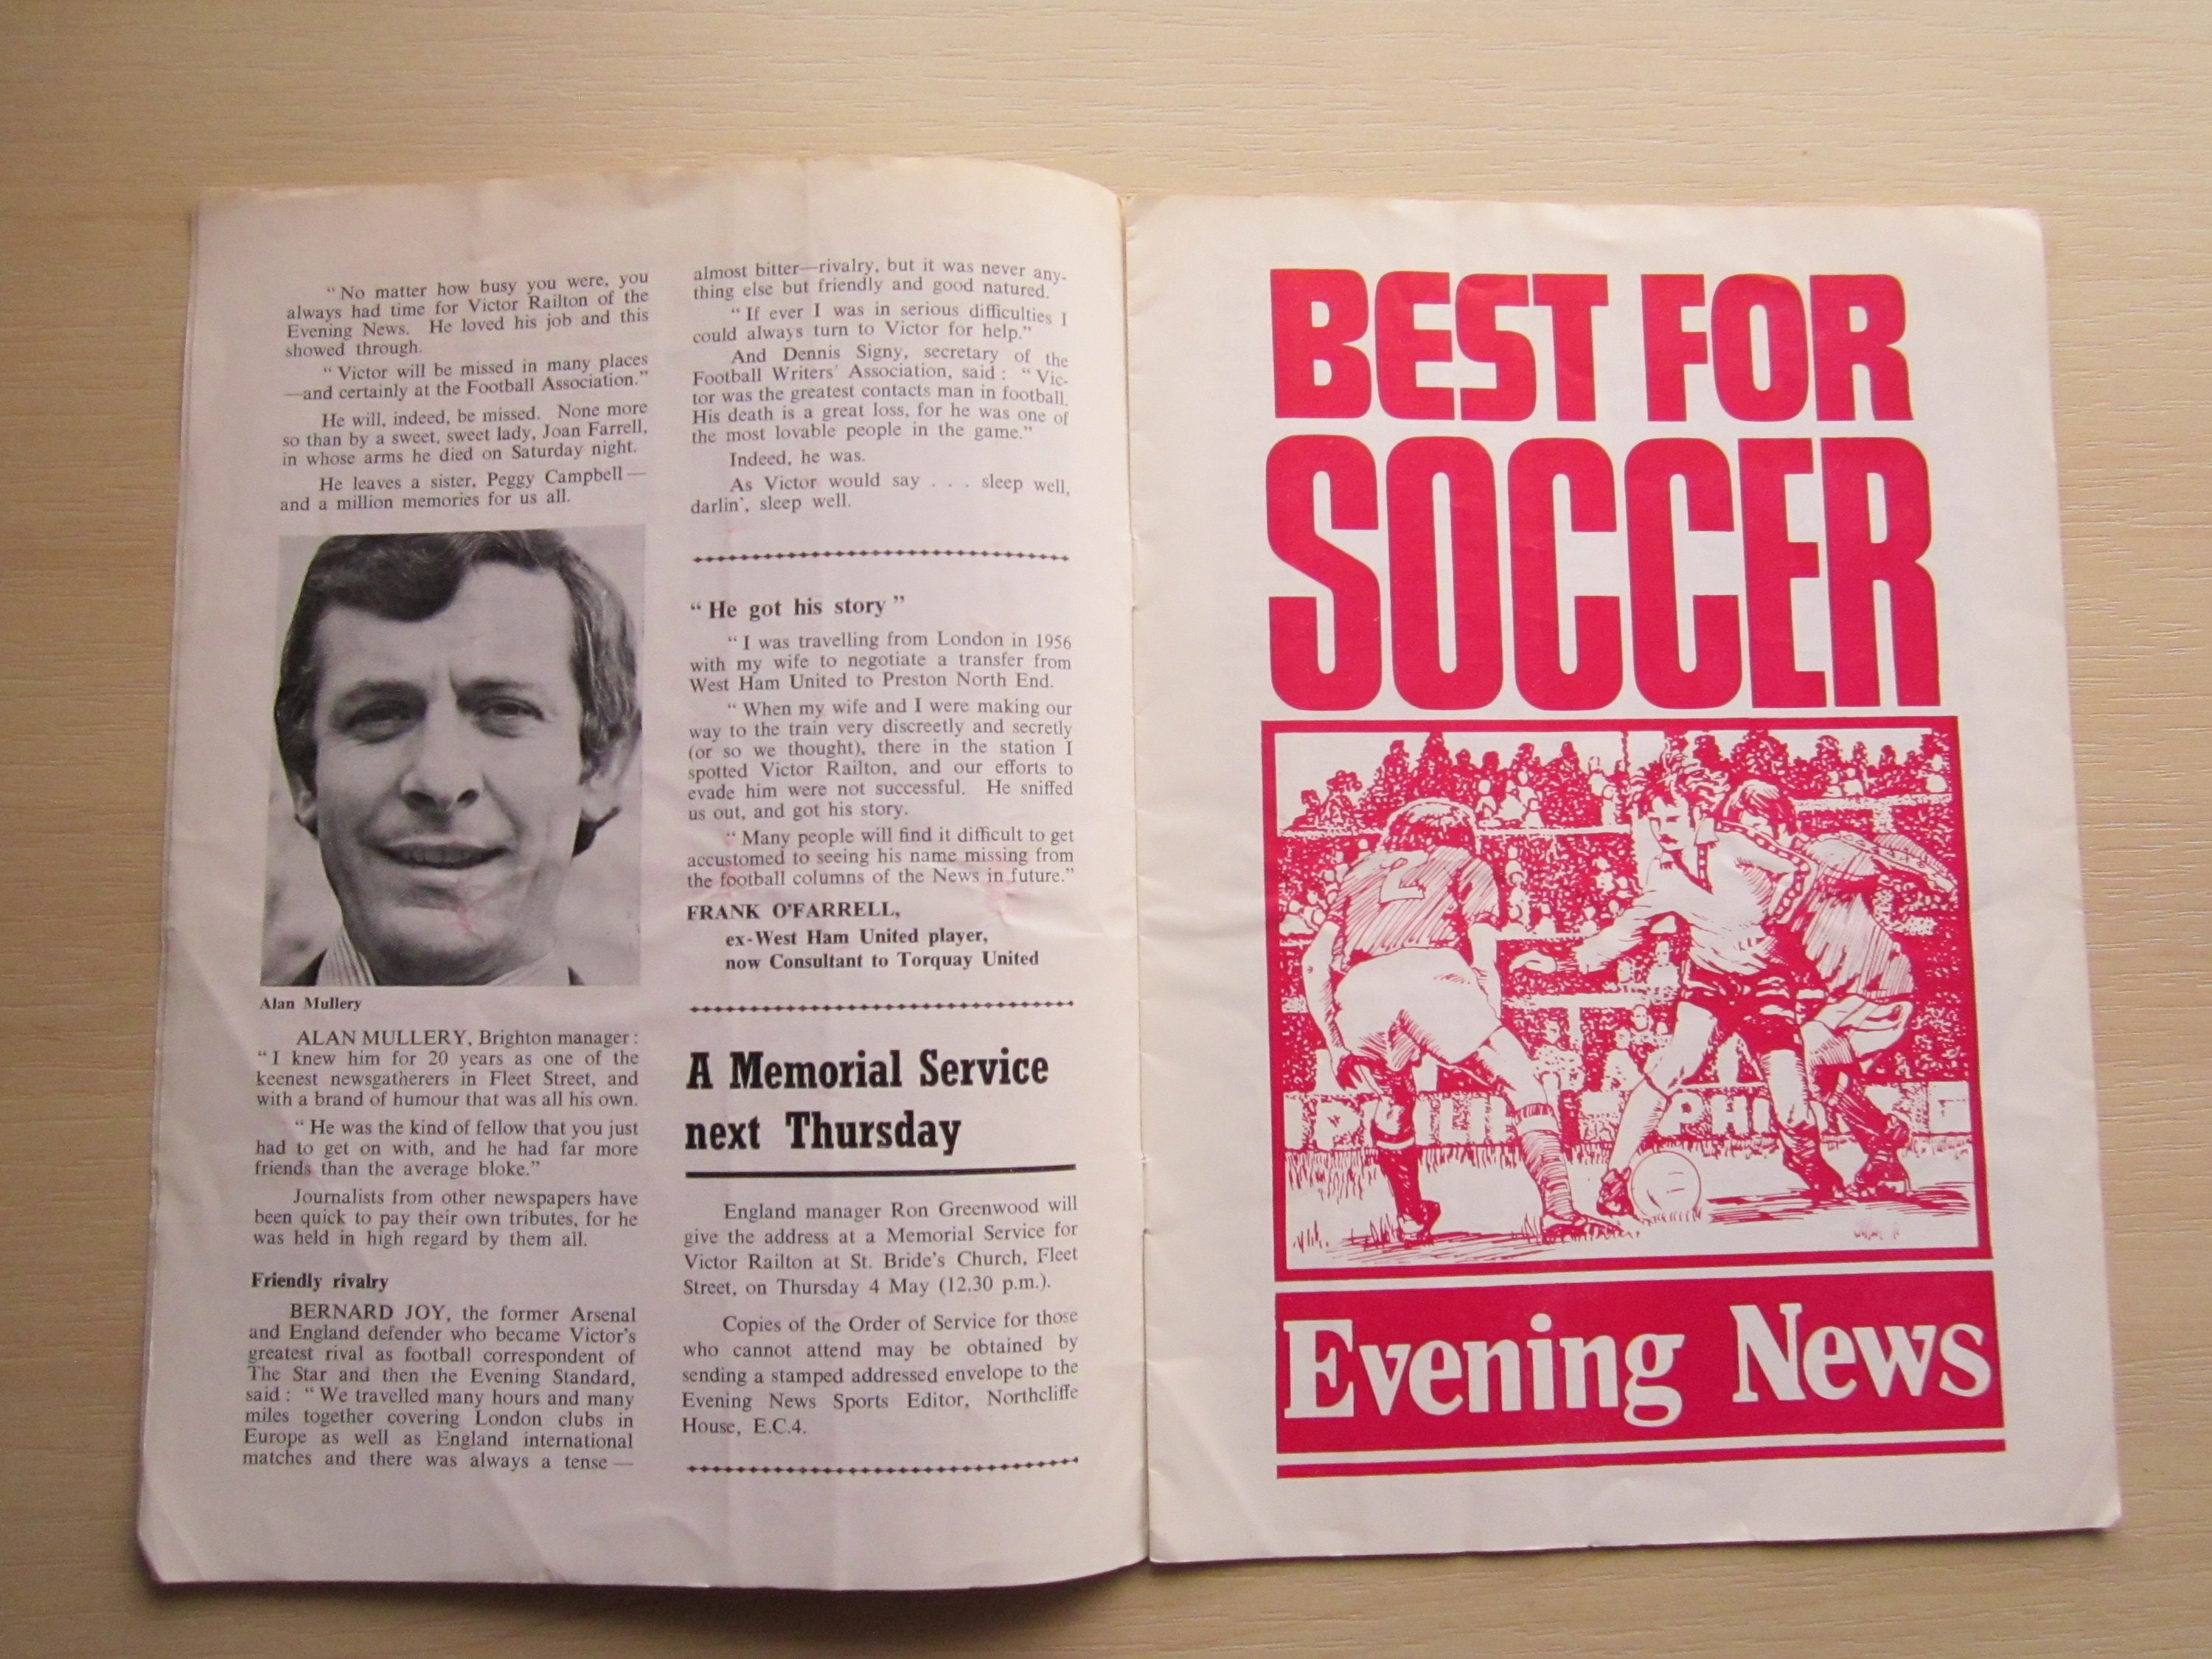 “No matter how busy you were, you
always had time for Victor Railton of the
Evening News. He loved his job and this
showed through.
“Victor will be missed in many places
—and certainly at the Football Association.”
He will, indeed, be missed. None more
so than by a sweet, sweet lady, Joan Farrell,
in whose arms he died on Saturday night.
He leaves a sister, Peggy Campbell—
and a million memories for us all.
Alan Mullery
ALAN MULLERY, Brighton manager:
“I knew him for 20 years as one of the
keenest newsgatherers in Fleet Street, and
with a brand of humour that was all his own.
“He was the kind of fellow that you just
had to get on with, and he had far more
friends than the average bloke.”
Journalists from other newspapers have
been quick to pay their own tributes, for he
was held in high regard by them all.
Friendly rivalry
BERNARD JOY, the former Arsenal
and England defender who became Victor's
greatest rival as football correspondent of
The Star and then the Evening Standard,
said: “We travelled many hours and many
miles together covering London clubs in
Europe as well as England international
matches and there was always a tense—
almost bitter—rivalry, but it was never any-
thing else but friendly and good natured.
“If ever I was in serious difficulties I
could always turn to Victor for help.”
And Dennis Signy, secretary of the
Football Writers' Association, said: “Vic-
tor was the greatest contacts man in football.
His death is a great loss, for he was one of
the most lovable people in the game.”
Indeed, he was.
As Victor would say . . . sleep well,
darlin', sleep well.
“He got his story”
“I was travelling from London in 1956
with my wife to negotiate a transfer from
West Ham United to Preston North End.
“When my wife and I were making our
way to the train very discreetly and secretly
(or so we thought), there in the station I
spotted Victor Railton, and our efforts to
evade him were not successful. He sniffed
us out, and got his story.
“Many people will find it difficult to get
accustomed to seeing his name missing from
the football columns of the News in future.”
FRANK O'FARRELL,
ex-West Ham United player,
now Consultant to Torquay United
A Memorial Service
next Thursday
England manager Ron Greenwood will
give the address at a Memorial Service for
Victor Railton at St. Bride's Church, Fleet
Street, on Thursday 4 May (12.30 p.m.).
Copies of the Order of Service for those
who cannot attend may be obtained by
sending a stamped addressed envelope to the
Evening News Sports Editor, Northcliffe
House, E.C.4.
BEST FOR
SOCCER
2
Evening News